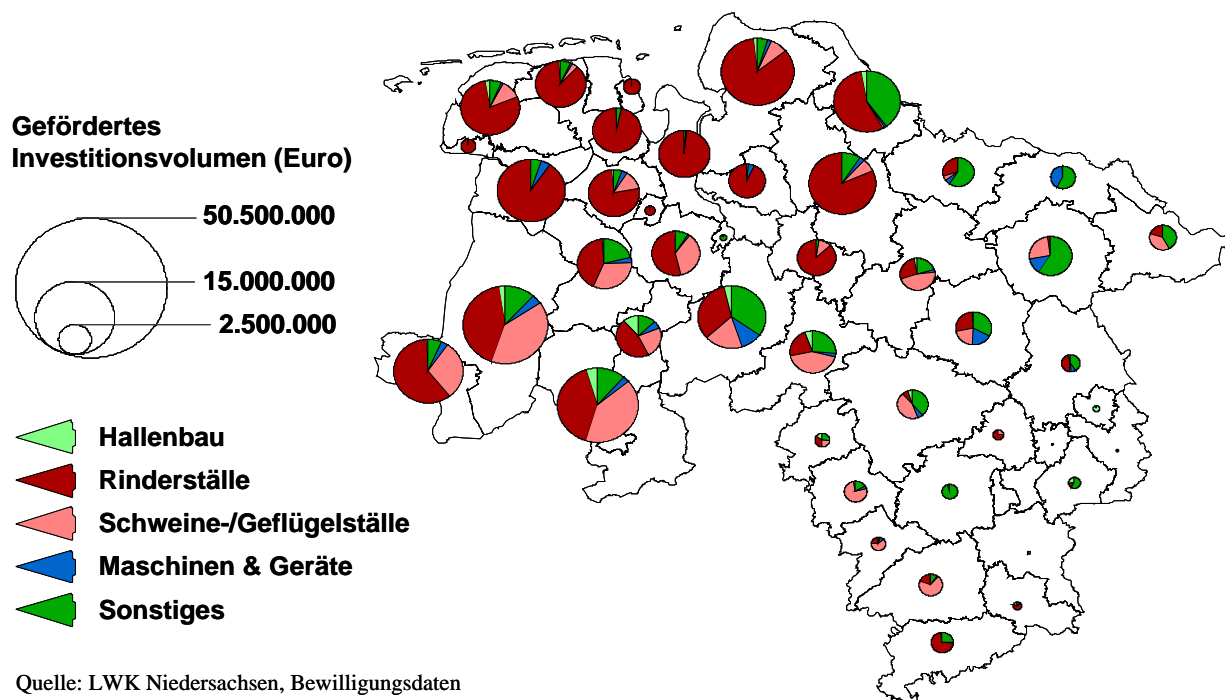 Gefördertes
Investitionsvolumen (Euro)
50.500.000
15.000.000
2.500.000
Hallenbau
Rinderställe
Schweine-/Geflügelställe
Maschinen & Geräte
Sonstiges
Quelle: LWK Niedersachsen, Bewilligungsdaten